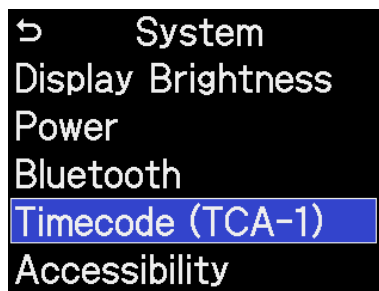 System
Display Brightness
Power
Bluetooth
Timecode (TCA-1)
Accessibility